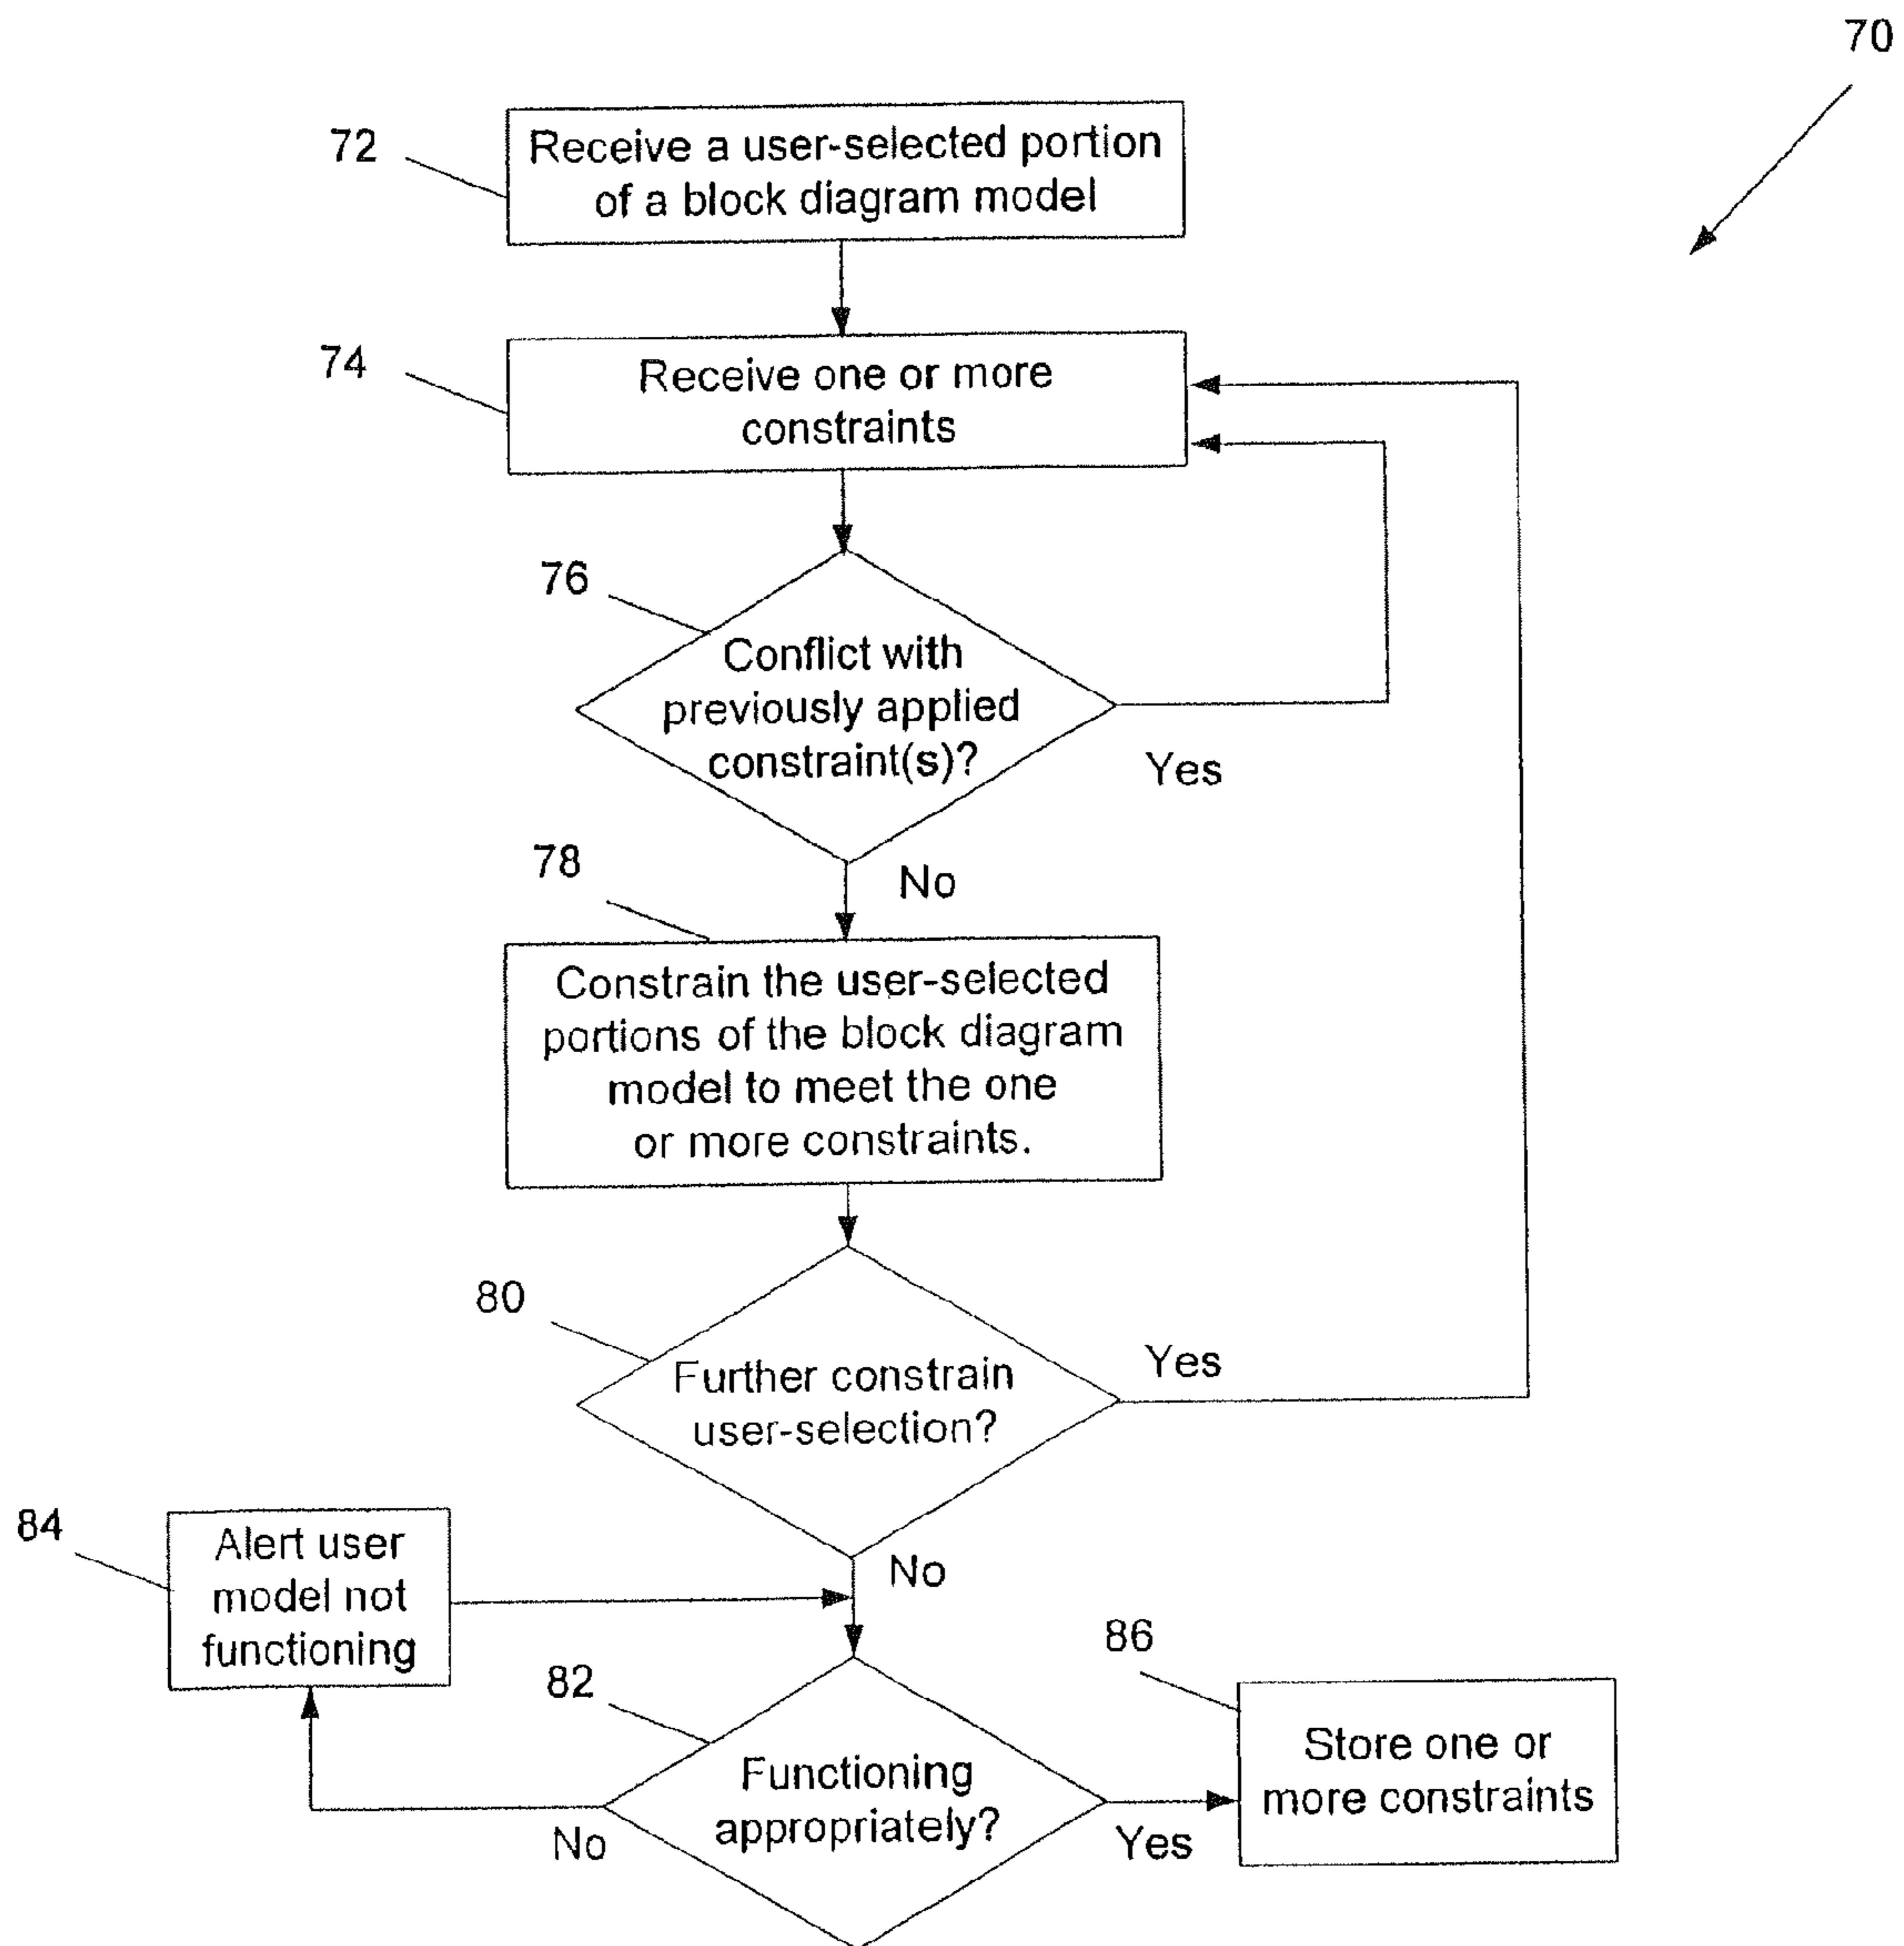 70
72
Receive a user-selected portion
of a block diagram model
74
Receive one or more
constraints
76
Conflict with
previously applied
constraint(s)?
Yes
78
No
Constrain the user-selected
portions of the block diagram
model to meet the one
or more constraints.
80
Further constrain
user-selection?
Yes
84
Alert user
model not
functioning
No
82
Functioning
appropriately?
No
Yes
86
Store one or
more constraints